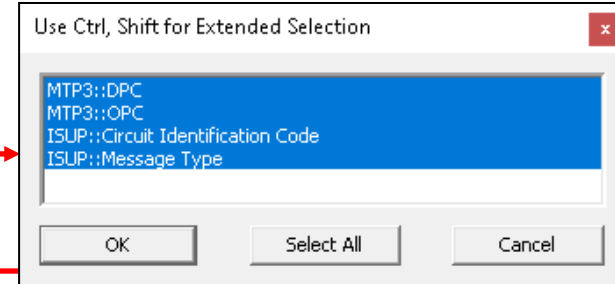 Use Ctrl, Shift for Extended Selection
x
MTP3::DPC
MTP3::OPC
ISUP::Circuit Identification Code
ISUP::Message Type
OK Select All Cancel